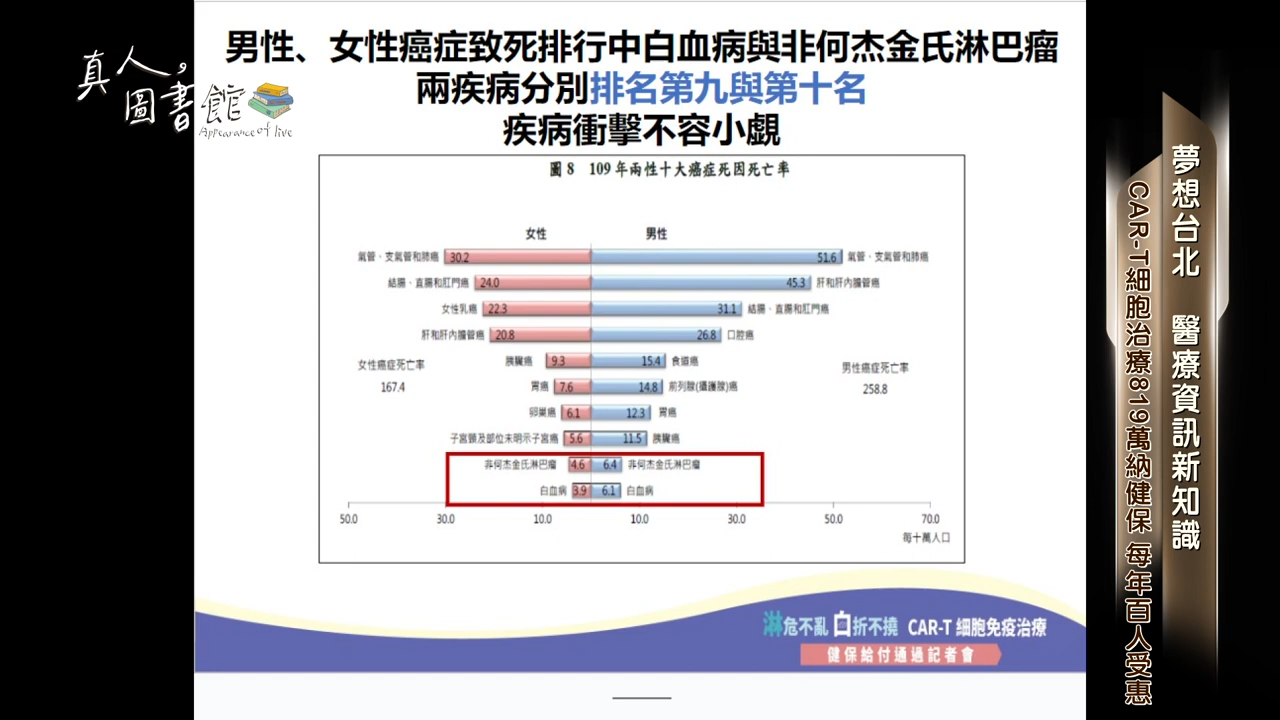 男性、女性癌症致死排行中白血病與非何杰金氏淋巴瘤
兩疾病分別排名第九與第十名
疾病衝擊不容小覷
真人,
圖書館
Appearance of live
圖 8 109 年兩性十大癌症死因死亡率
女性 男性
氣管、支氣管和肺癌 30.2 51.6 氣管、支氣管和肺癌
結腸、直腸和肛門癌 24.0 45.3 肝和肝內膽管癌
女性乳癌 22.3 31.1 結腸、直腸和肛門癌
肝和肝內膽管癌 20.8 26.8 口腔癌
胰臟癌 9.3 15.4 食道癌
胃癌 7.6 14.8 前列腺(攝護腺)癌
卵巢癌 6.1 12.3 胃癌
子宮頸及部位未明示子宮癌 5.6 11.5 胰臟癌
非何杰金氏淋巴瘤 4.6 6.4 非何杰金氏淋巴瘤
白血病 3.9 6.1 白血病
女性癌症死亡率
167.4
男性癌症死亡率
258.8
50.0 30.0 10.0 10.0 30.0 50.0 70.0
每十萬人口
淋危不亂 白折不撓 CAR-T 細胞免疫治療
健保給付通過記者會
夢想台北 醫療資訊新知識
CAR-T細胞治療819萬納健保 每年百人受惠